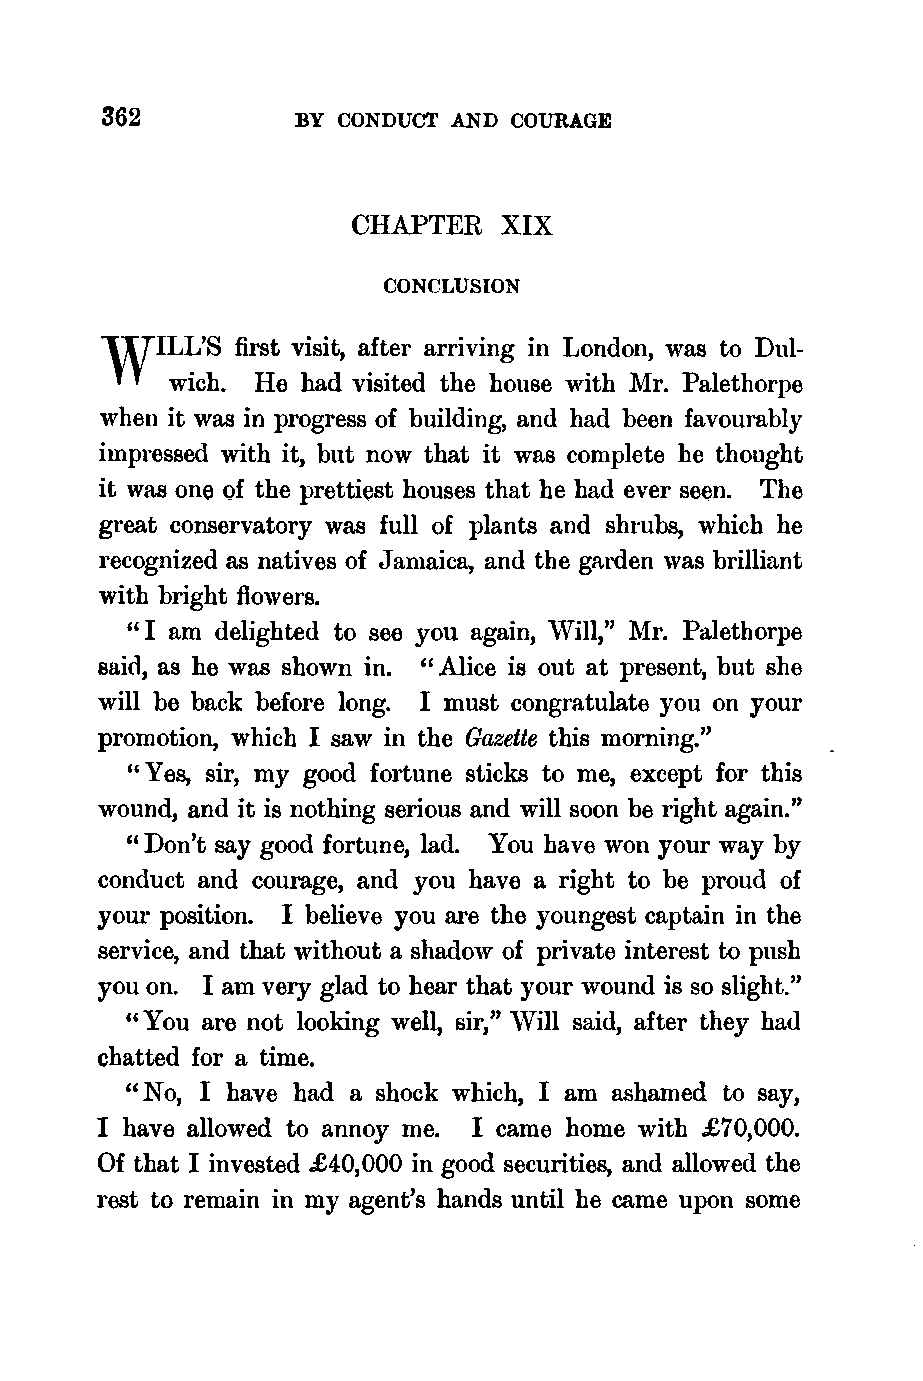 362 BY CONDUCT AND COURAGE
CHAPTER XIX
CONCLUSION
WILL'S first visit, after arriving in London, was to Dul-
wich. He had visited the house with Mr. Palethorpe
when it was in progress of building, and had been favourably
impressed with it, but now that it was complete he thought
it was one of the prettiest houses that he had ever seen. The
great conservatory was full of plants and shrubs, which he
recognized as natives of Jamaica, and the garden was brilliant
with bright flowers.
"I am delighted to see you again, Will," Mr. Palethorpe
said, as he was shown in. "Alice is out at present, but she
will be back before long. I must congratulate you on your
promotion, which I saw in the Gazette this morning."
"Yes, sir, my good fortune sticks to me, except for this
wound, and it is nothing serious and will soon be right again."
"Don't say good fortune, lad. You have won your way by
conduct and courage, and you have a right to be proud of
your position. I believe you are the youngest captain in the
service, and that without a shadow of private interest to push
you on. I am very glad to hear that your wound is so slight."
"You are not looking well, sir," Will said, after they had
chatted for a time.
"No, I have had a shock which, I am ashamed to say,
I have allowed to annoy me. I came home with £70,000.
Of that I invested £40,000 in good securities, and allowed the
rest to remain in my agent's hands until he came upon some